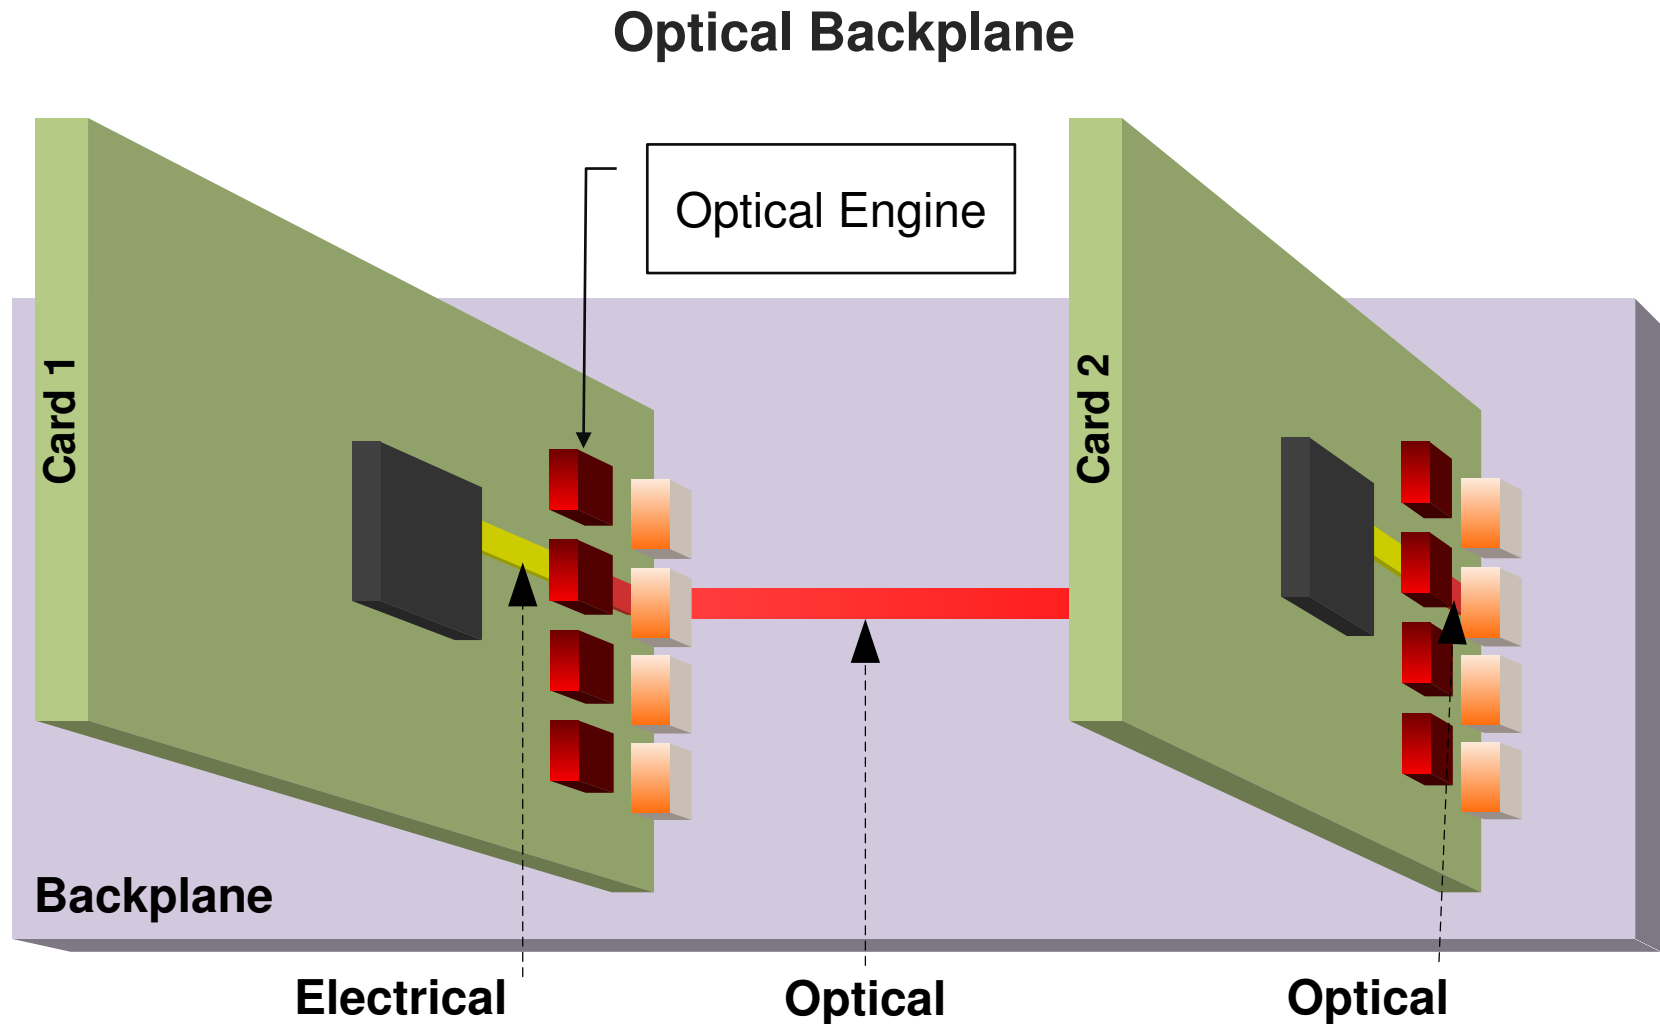 Optical Backplane
Optical Engine
Card 1
Card 2
Backplane
Electrical
Optical
Optical